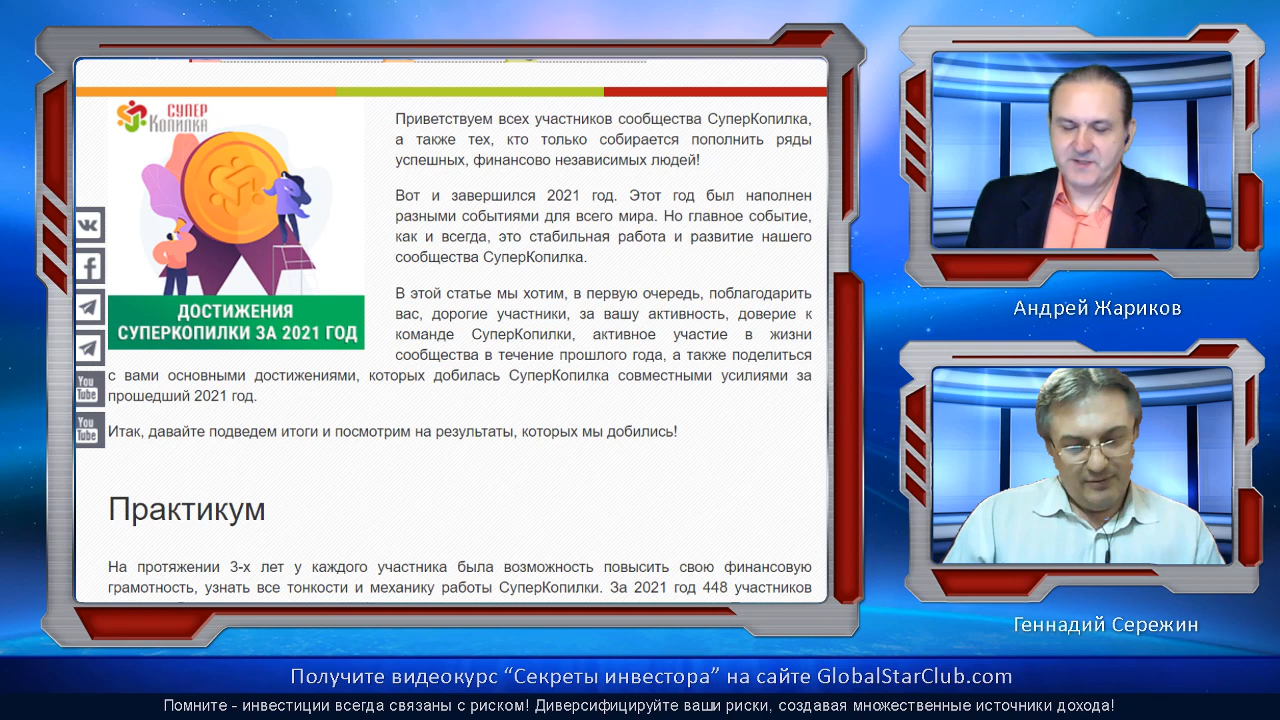 СУПЕР
Копилка
ДОСТИЖЕНИЯ
СУПЕРКОПИЛКИ ЗА 2021 ГОД
You
Tube
You
Tube
Приветствуем всех участников сообщества СуперКопилка,
а также тех, кто только собирается пополнить ряды
успешных, финансово независимых людей!
Вот и завершился 2021 год. Этот год был наполнен
разными событиями для всего мира. Но главное событие,
как и всегда, это стабильная работа и развитие нашего
сообщества СуперКопилка.
В этой статье мы хотим, в первую очередь, поблагодарить
вас, дорогие участники, за вашу активность, доверие к
команде СуперКопилки, активное участие в жизни
сообщества в течение прошлого года, а также поделиться
с вами основными достижениями, которых добилась СуперКопилка совместными усилиями за
прошедший 2021 год.
Итак, давайте подведем итоги и посмотрим на результаты, которых мы добились!
Практикум
На протяжении 3-х лет у каждого участника была возможность повысить свою финансовую
грамотность, узнать все тонкости и механику работы СуперКопилки. За 2021 год 448 участников
Андрей Жариков
Геннадий Сережин
Получите видеокурс “Секреты инвестора” на сайте GlobalStarClub.com
Помните - инвестиции всегда связаны с риском! Диверсифицируйте ваши риски, создавая множественные источники дохода!